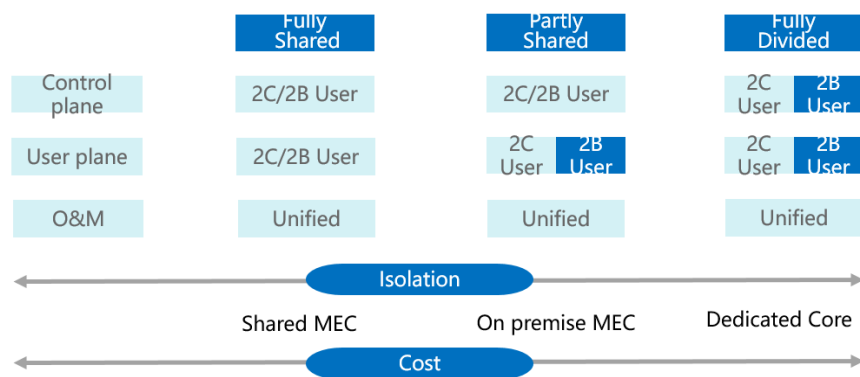 Fully
Shared
Partly
Shared
Fully
Divided
Control
plane
2C/2B User
2C/2B User
2C
User
2B
User
User plane
2C/2B User
2C
User
2B
User
2C
User
2B
User
O&M
Unified
Unified
Unified
Isolation
Shared MEC
On premise MEC
Dedicated Core
Cost